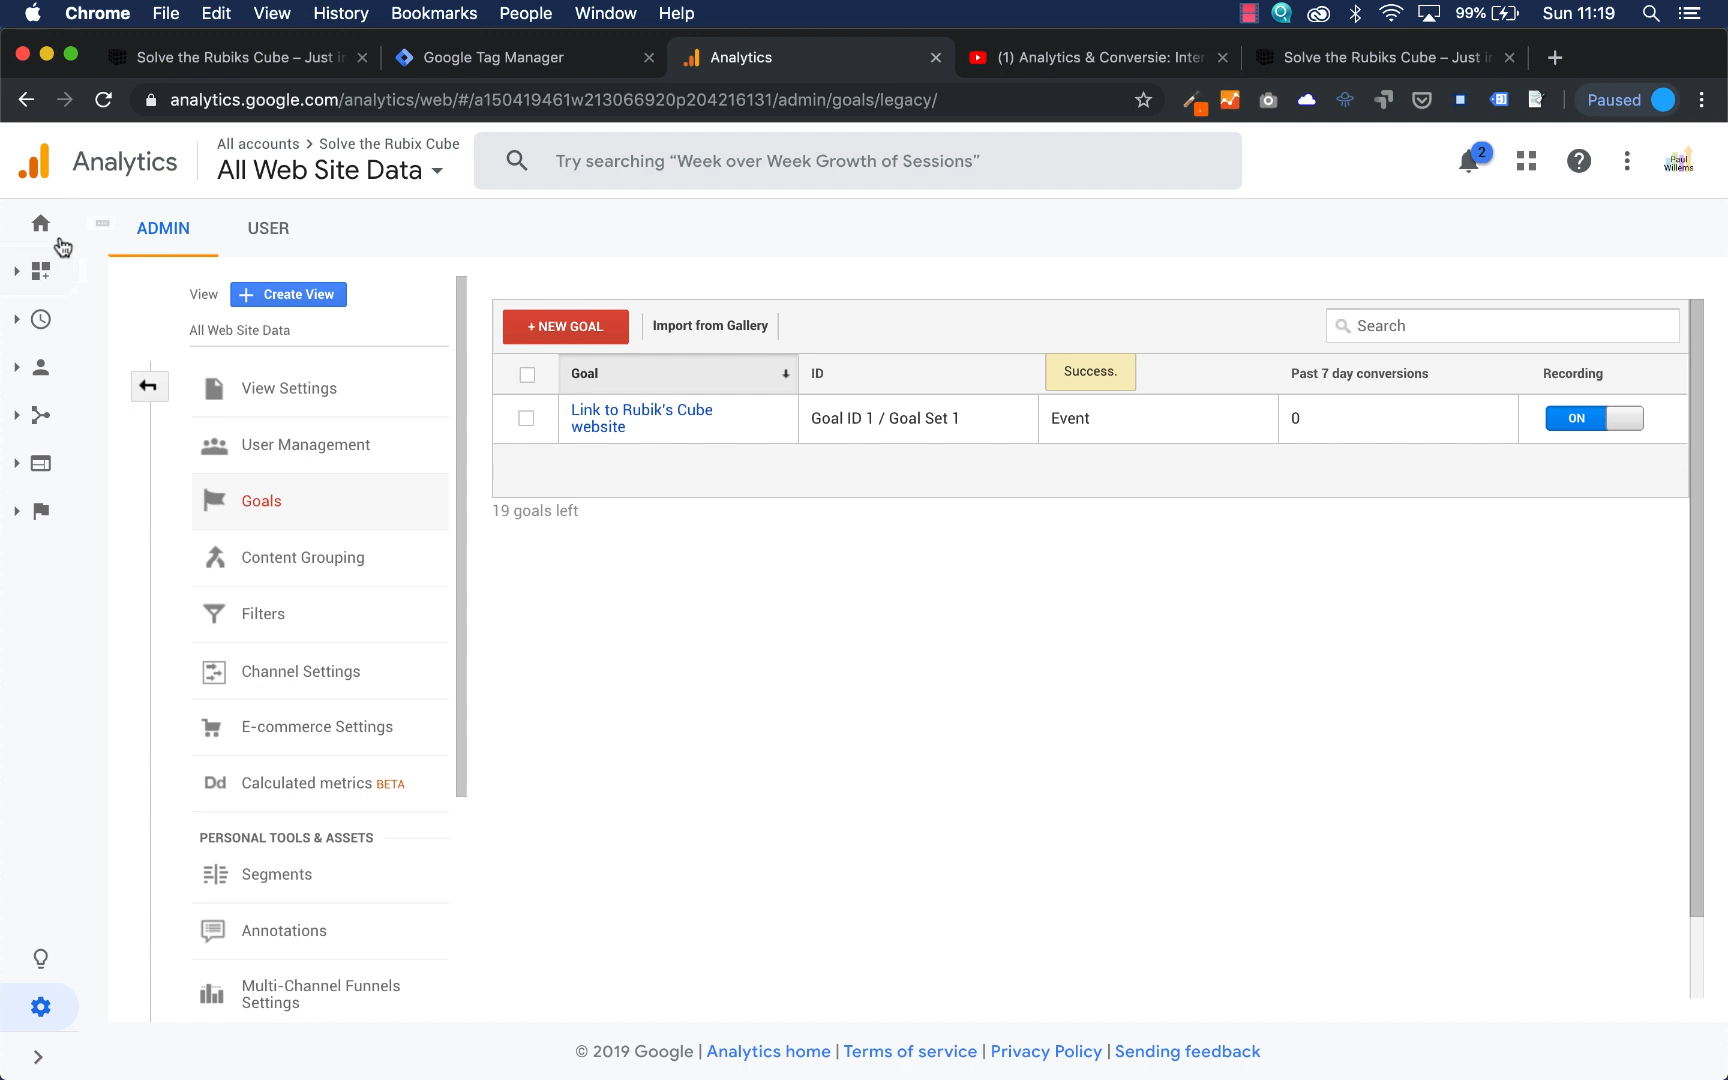 Chrome File Edit View History Bookmarks People Window Help 99% Sun 11:19
Solve the Rubiks Cube – Just in Google Tag Manager Analytics (1) Analytics & Conversie: Inter Solve the Rubiks Cube – Just in
analytics.google.com/analytics/web/#/a150419461w213066920p204216131/admin/goals/legacy/ Paused
Analytics
All accounts > Solve the Rubix Cube
All Web Site Data
Try searching “Week over Week Growth of Sessions”
2
Paul
Willems
ADMIN USER
View + Create View
All Web Site Data
View Settings
User Management
Goals
Content Grouping
Filters
Channel Settings
E-commerce Settings
Dd Calculated metrics BETA
PERSONAL TOOLS & ASSETS
Segments
Annotations
Multi-Channel Funnels
Settings
+ NEW GOAL Import from Gallery Search
Goal ID Success. Past 7 day conversions Recording
Link to Rubik's Cube
website
Goal ID 1 / Goal Set 1 Event 0 ON
19 goals left
© 2019 Google | Analytics home | Terms of service | Privacy Policy | Sending feedback